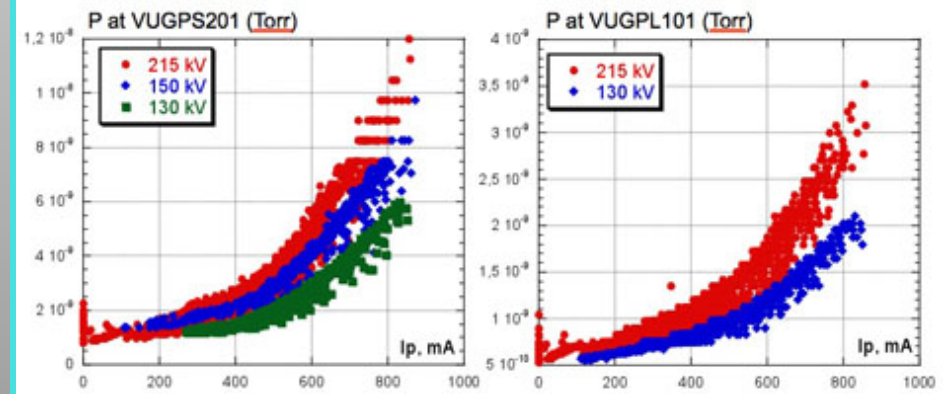 P at VUGPS201 (Torr)
1,2 10⁻⁸
1 10⁻⁸
8 10⁻⁹
6 10⁻⁹
4 10⁻⁹
2 10⁻⁹
0
215 kV
150 kV
130 kV
Ip, mA
0 200 400 600 800 1000
P at VUGPL101 (Torr)
4 10⁻⁹
3,5 10⁻⁹
3 10⁻⁹
2,5 10⁻⁹
2 10⁻⁹
1,5 10⁻⁹
1 10⁻⁹
5 10⁻¹⁰
215 kV
130 kV
Ip, mA
0 200 400 600 800 1000